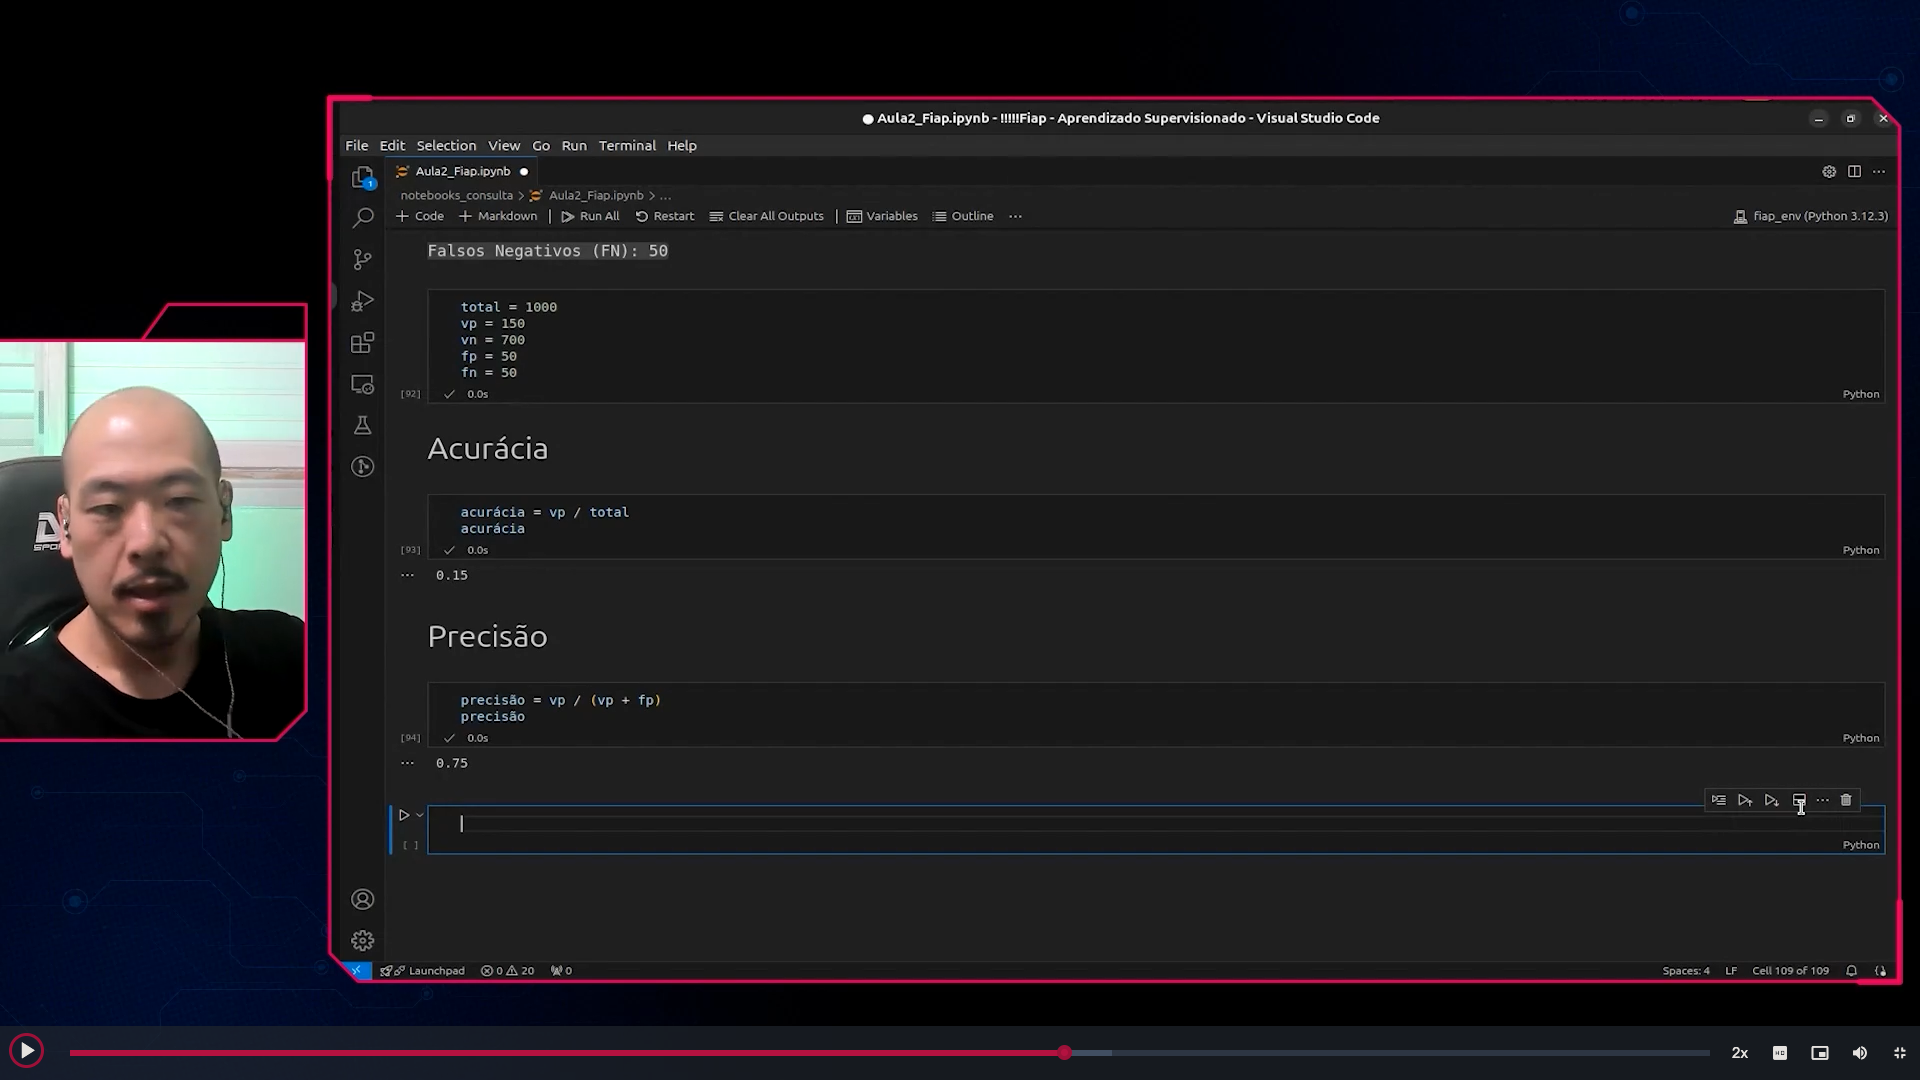 ● Aula2_Fiap.ipynb - !!!!!Fiap - Aprendizado Supervisionado - Visual Studio Code
File Edit Selection View Go Run Terminal Help
1
Aula2_Fiap.ipynb ●
notebooks_consulta > Aula2_Fiap.ipynb > ...
+ Code + Markdown | Run All Restart Clear All Outputs | Variables Outline ... fiap_env (Python 3.12.3)
Falsos Negativos (FN): 50
total = 1000
vp = 150
vn = 700
fp = 50
fn = 50
[92] ✓ 0.0s Python
Acurácia
acurácia = vp / total
acurácia
[93] ✓ 0.0s Python
... 0.15
Precisão
precisão = vp / (vp + fp)
precisão
[94] ✓ 0.0s Python
... 0.75
[ ] Python
Launchpad 0 20 0 Spaces: 4 LF Cell 109 of 109
2x HD